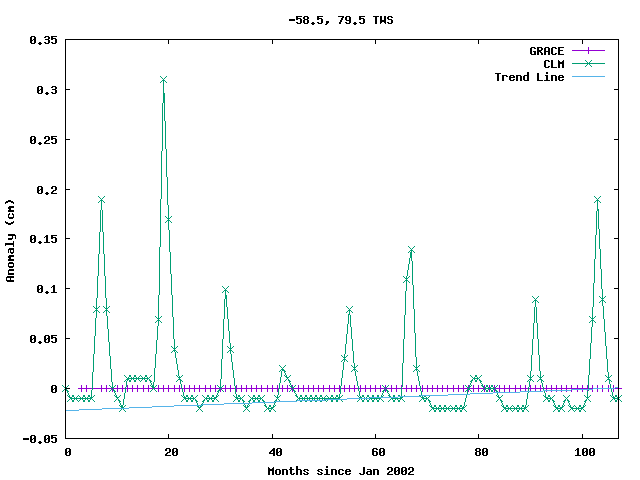 -58.5, 79.5 TWS
GRACE
CLM
Trend Line
0.35
0.3
0.25
0.2
0.15
0.1
0.05
0
-0.05
Anomaly (cm)
0 20 40 60 80 100
Months since Jan 2002